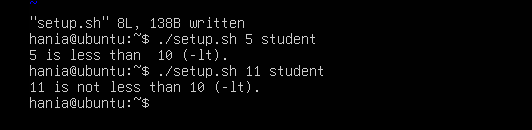 "setup.sh" 8L, 138B written
hania@ubuntu:~$ ./setup.sh 5 student
5 is less than  10 (-lt).
hania@ubuntu:~$ ./setup.sh 11 student
11 is not less than 10 (-lt).
hania@ubuntu:~$